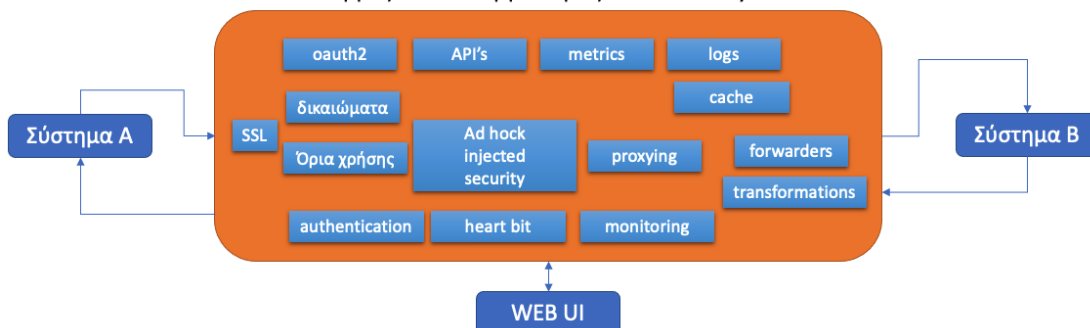 oauth2
API's
metrics
logs
cache
δικαιώματα
SSL
Ad hock
injected
security
Όρια χρήσης
proxying
forwarders
transformations
authentication
heart bit
monitoring
Σύστημα Α
Σύστημα Β
WEB UI